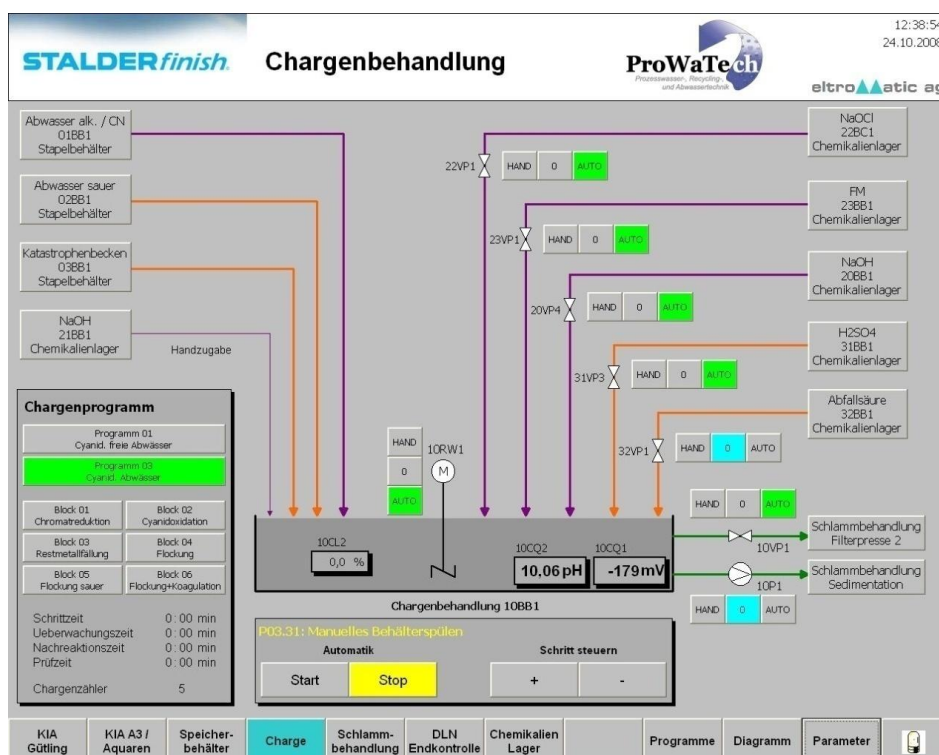 STALDERfinish.
Chargenbehandlung
ProWaTech
Prozesswasser-, Recycling-,
und Abwassertechnik
12:38:54
24.10.2008
eltromatic ag
Abwasser alk. / CN
01BB1
Stapelbehälter
Abwasser sauer
02BB1
Stapelbehälter
Katastrophenbecken
03BB1
Stapelbehälter
NaOH
21BB1
Chemikalienlager
Handzugabe
NaOCl
22BC1
Chemikalienlager
22VP1
HAND 0 AUTO
FM
23BB1
Chemikalienlager
23VP1
HAND 0 AUTO
NaOH
20BB1
Chemikalienlager
20VP4
HAND 0 AUTO
H2SO4
31BB1
Chemikalienlager
31VP3
HAND 0 AUTO
Abfallsäure
32BB1
Chemikalienlager
32VP1
HAND 0 AUTO
Chargenprogramm
Programm 01
Cyanid. freie Abwässer
Programm 03
Cyanid. Abwässer
Block 01
Chromatreduktion
Block 02
Cyanidoxidation
Block 03
Restmetallfällung
Block 04
Flockung
Block 05
Flockung sauer
Block 06
Flockung+Koagulation
Schrittzeit 0:00 min
Ueberwachungszeit 0:00 min
Nachreaktionszeit 0:00 min
Prüfzeit 0:00 min
Chargenzähler 5
HAND
0
AUTO
10RW1
M
10CL2
0,0 %
10CQ2
10,06 pH
10CQ1
-179 mV
Chargenbehandlung 10BB1
HAND 0 AUTO
10VP1
Schlammbehandlung
Filterpresse 2
10P1
Schlammbehandlung
Sedimentation
HAND 0 AUTO
P03.31: Manuelles Behälterspülen
Automatik
Schritt steuern
Start Stop + -
KIA
Gütling
KIA A3 /
Aquaren
Speicher-
behälter
Charge
Schlamm-
behandlung
DLN
Endkontrolle
Chemikalien
Lager
Programme
Diagramm
Parameter